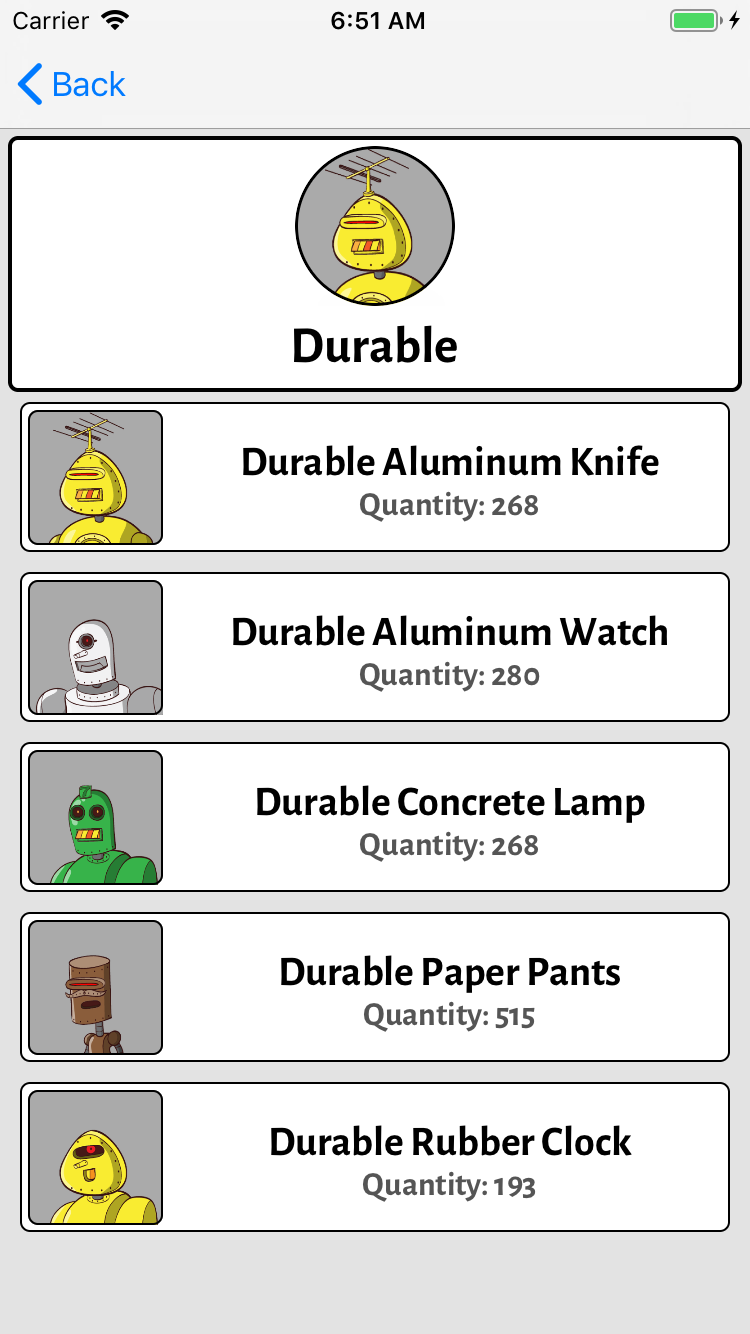 Carrier 6:51 AM
Back
Durable
Durable Aluminum Knife
Quantity: 268
Durable Aluminum Watch
Quantity: 280
Durable Concrete Lamp
Quantity: 268
Durable Paper Pants
Quantity: 515
Durable Rubber Clock
Quantity: 193